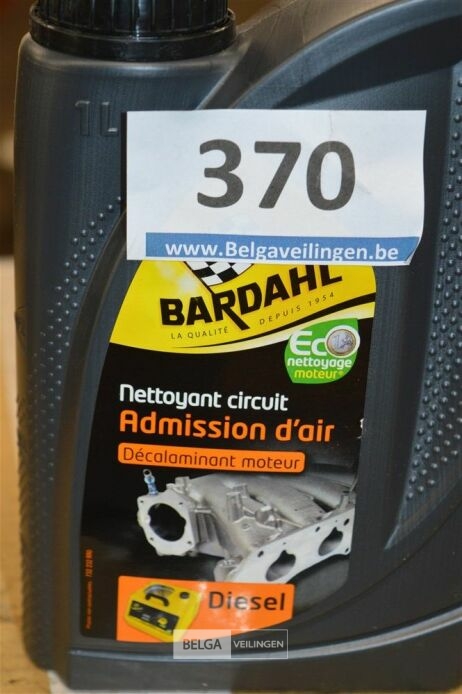 1L
370
www.Belgaveilingen.be
BARDAHL
LA QUALITÉ DEPUIS 1954
Eco
nettoyage
moteur
Nettoyant circuit
Admission d'air
Décalaminant moteur
Diesel
BELGA VEILINGEN